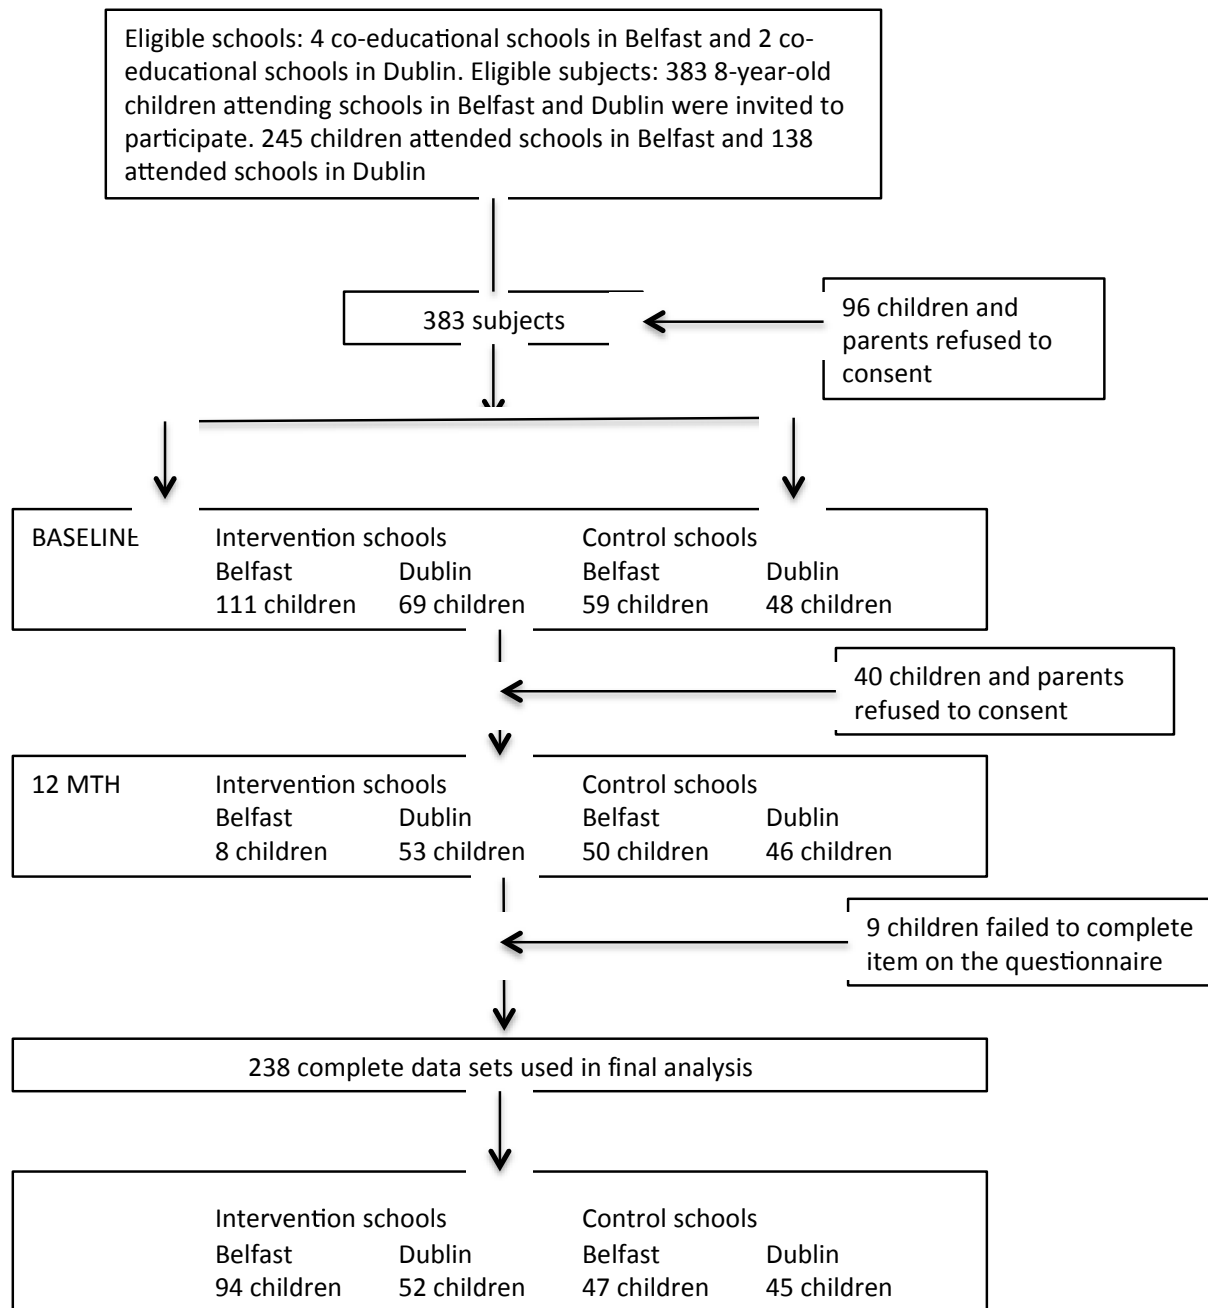 Eligible schools: 4 co-educational schools in Belfast and 2 co-
educational schools in Dublin. Eligible subjects: 383 8-year-old
children attending schools in Belfast and Dublin were invited to
participate. 245 children attended schools in Belfast and 138
attended schools in Dublin
383 subjects
96 children and
parents refused to
consent
BASELINE Intervention schools Control schools
Belfast Dublin Belfast Dublin
111 children 69 children 59 children 48 children
40 children and parents
refused to consent
12 MTH Intervention schools Control schools
Belfast Dublin Belfast Dublin
8 children 53 children 50 children 46 children
9 children failed to complete
item on the questionnaire
238 complete data sets used in final analysis
Intervention schools Control schools
Belfast Dublin Belfast Dublin
94 children 52 children 47 children 45 children